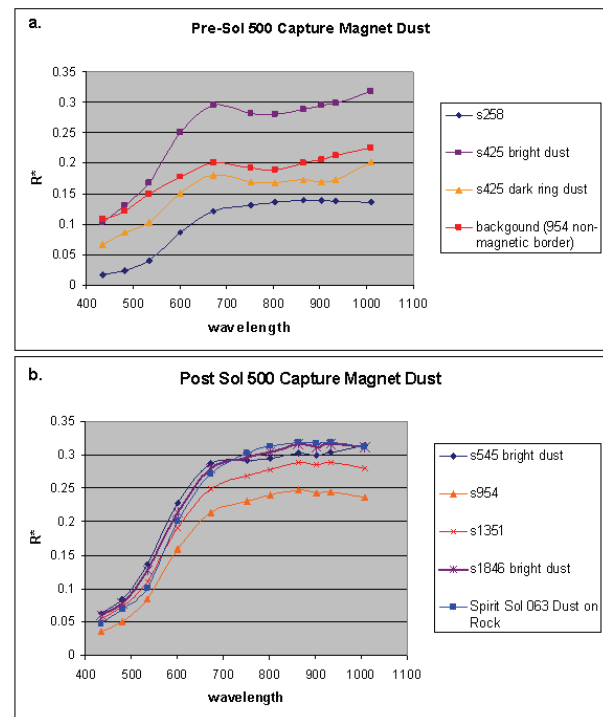 a.
Pre-Sol 500 Capture Magnet Dust
0.35
0.3
0.25
0.2
0.15
0.1
0.05
0
R*
400 500 600 700 800 900 1000 1100
wavelength
s258
s425 bright dust
s425 dark ring dust
backgound (954 non-
magnetic border)
b.
Post Sol 500 Capture Magnet Dust
0.35
0.3
0.25
0.2
0.15
0.1
0.05
0
R*
400 500 600 700 800 900 1000 1100
wavelength
s545 bright dust
s954
s1351
s1846 bright dust
Spirit Sol 063 Dust on
Rock